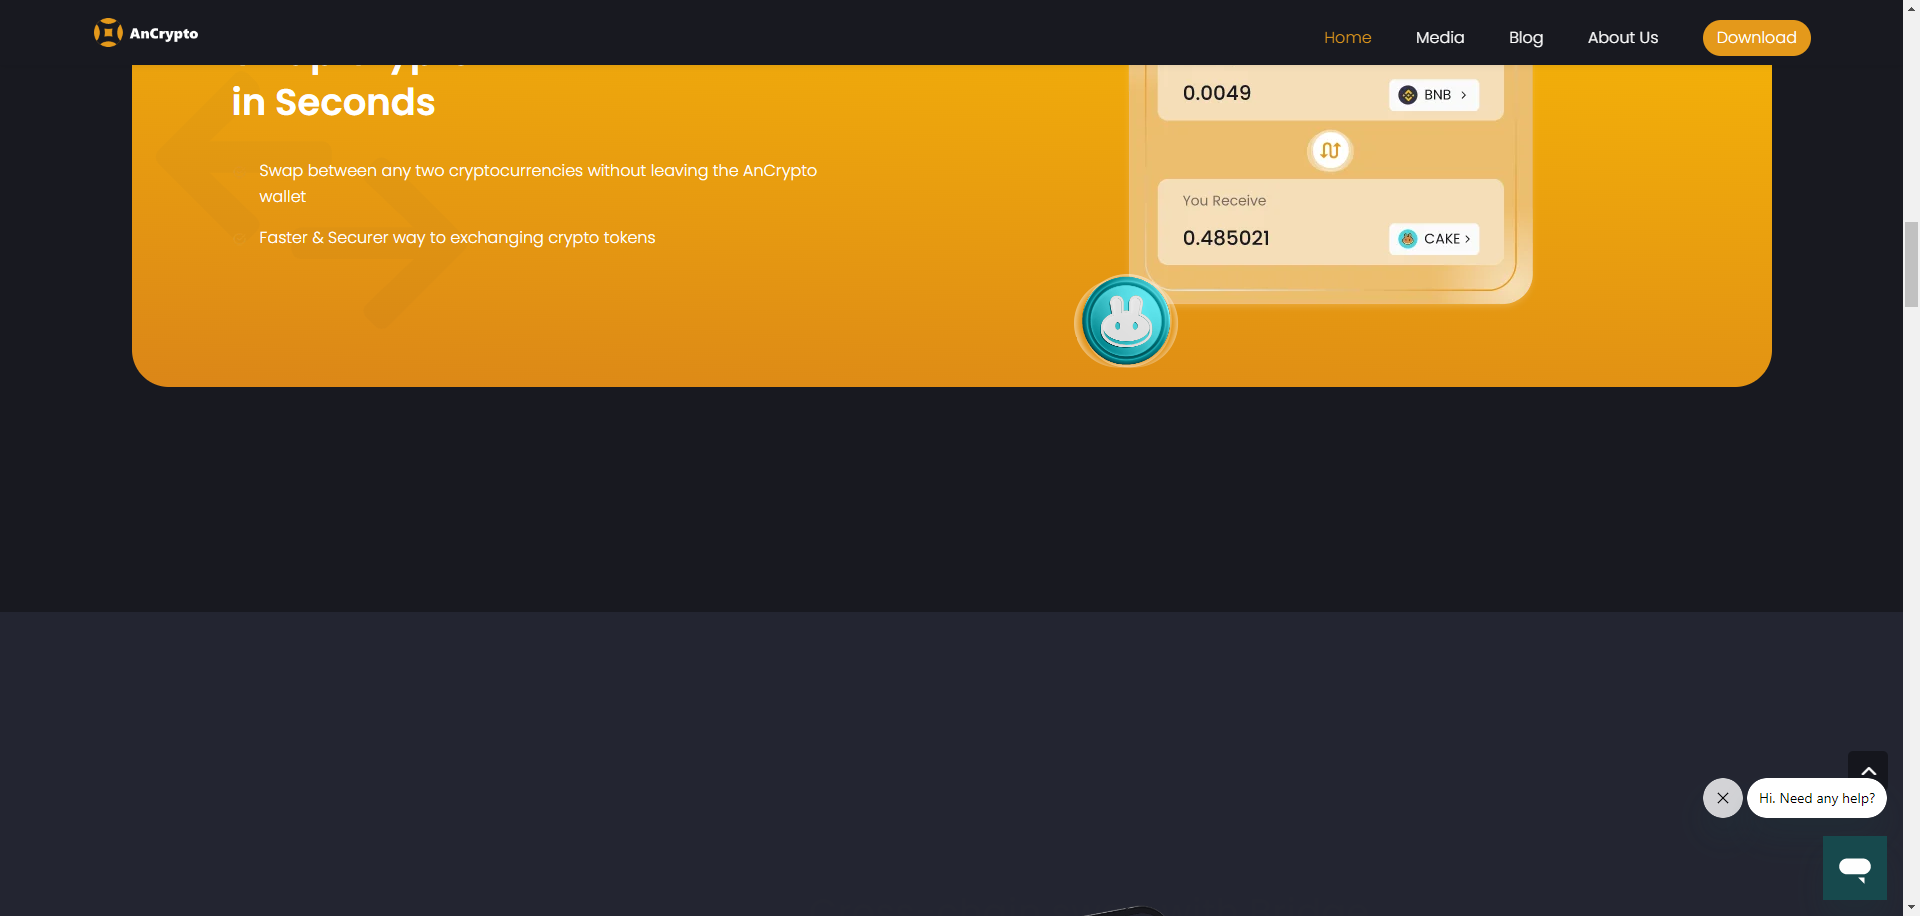 AnCrypto
Home
Media
Blog
About Us
Download
in Seconds
Swap between any two cryptocurrencies without leaving the AnCrypto
wallet
Faster & Securer way to exchanging crypto tokens
0.0049
BNB
You Receive
0.485021
CAKE
Hi. Need any help?